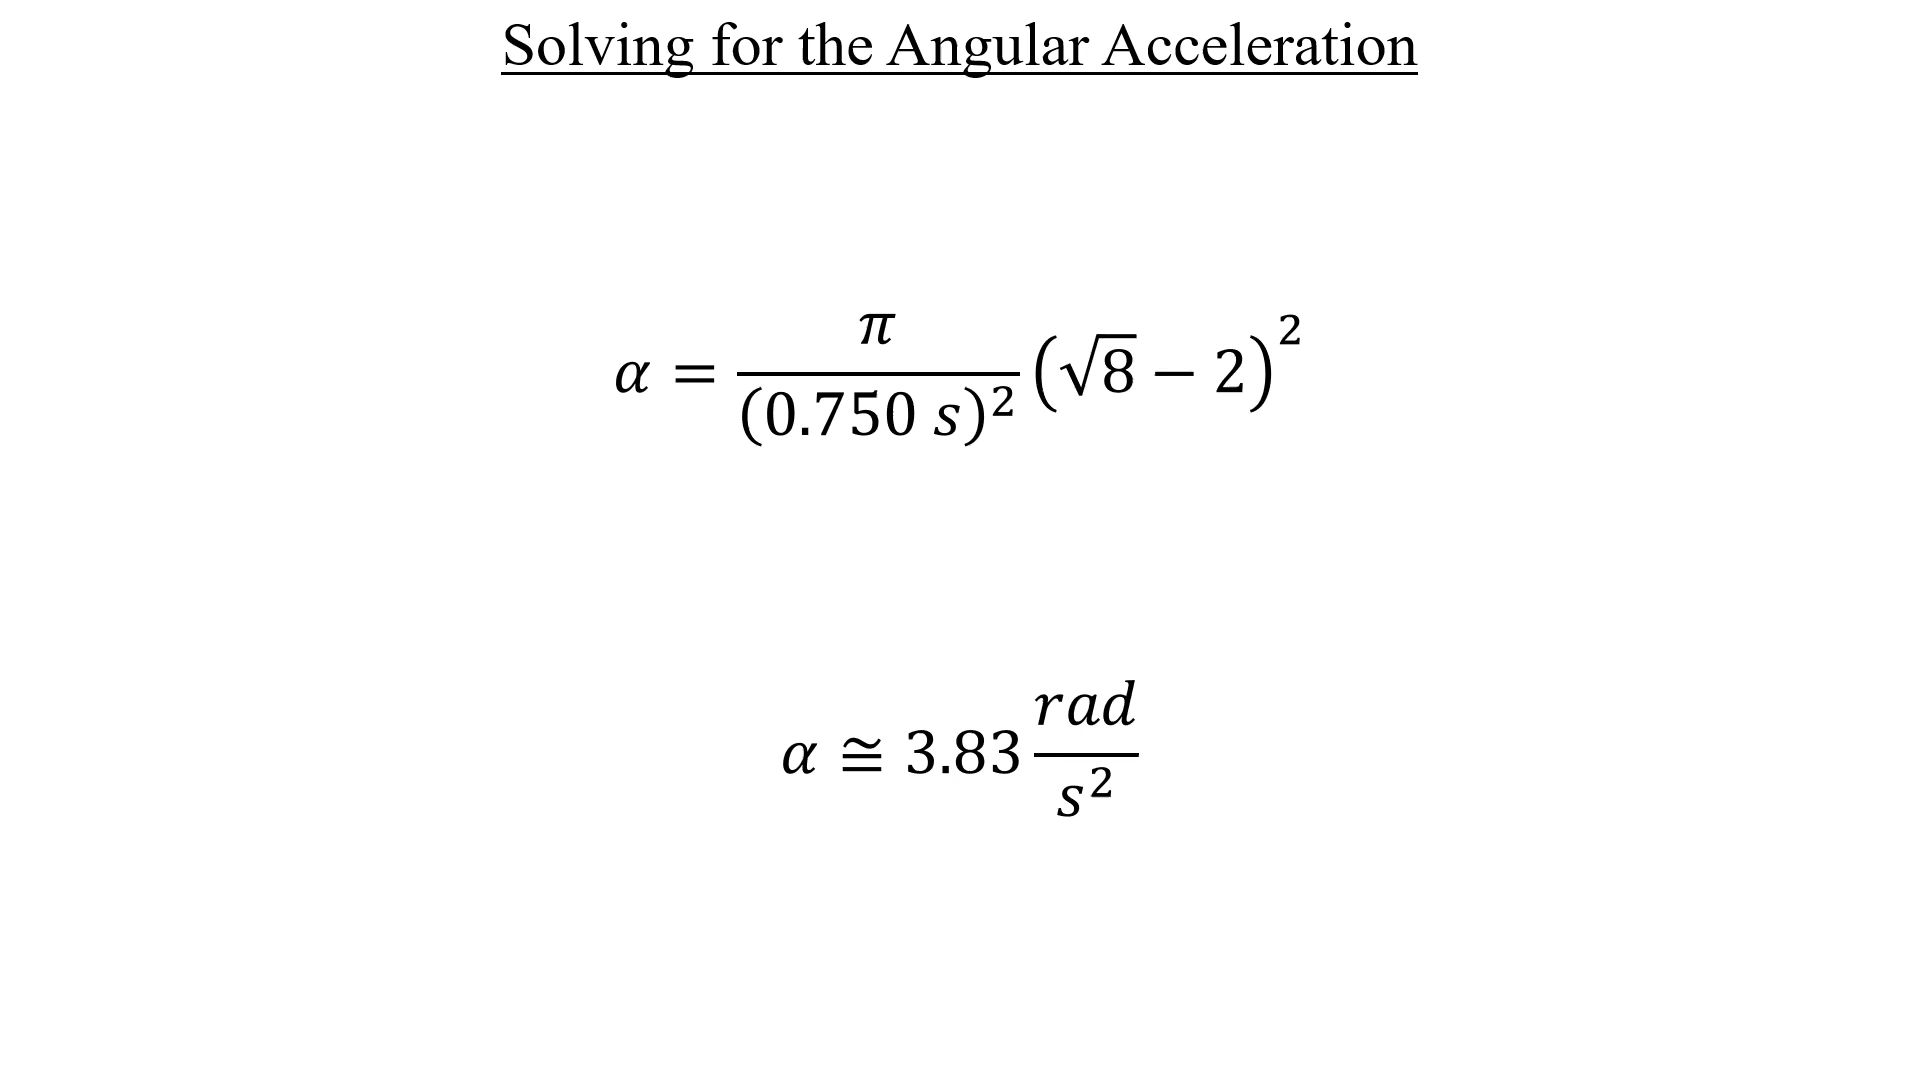 Solving for the Angular Acceleration
α = π / (0.750 s)² (√8 − 2)²
α ≅ 3.83 rad / s²